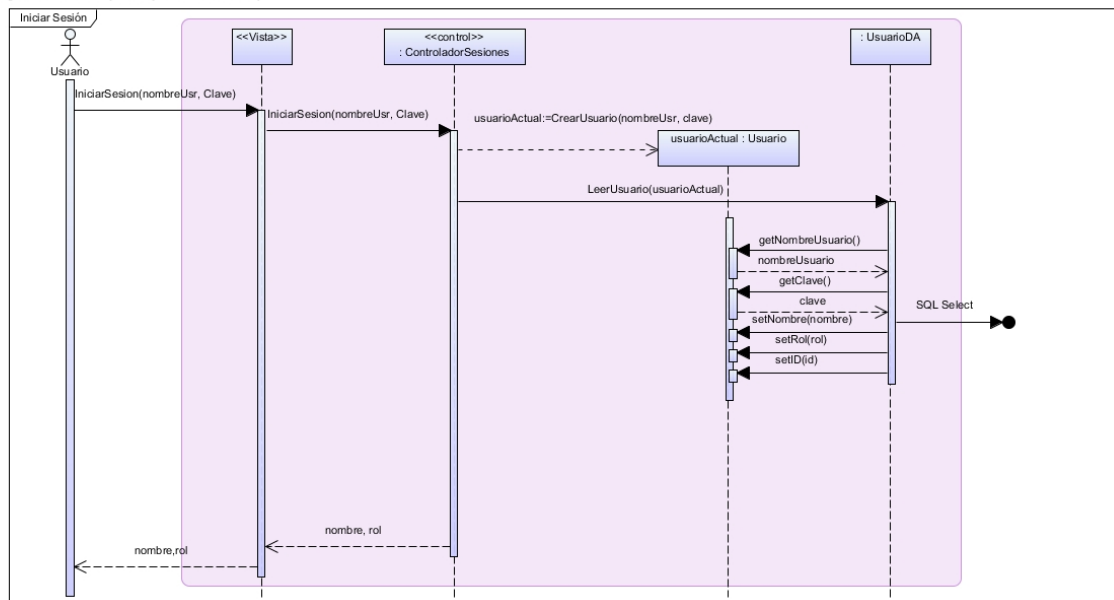 Iniciar Sesión
Usuario
<<Vista>>
<<control>>
: ControladorSesiones
: UsuarioDA
IniciarSesion(nombreUsr, Clave)
IniciarSesion(nombreUsr, Clave)
usuarioActual:=CrearUsuario(nombreUsr, clave)
usuarioActual : Usuario
LeerUsuario(usuarioActual)
getNombreUsuario()
nombreUsuario
getClave()
clave
SQL Select
setNombre(nombre)
setRol(rol)
setID(id)
nombre, rol
nombre,rol